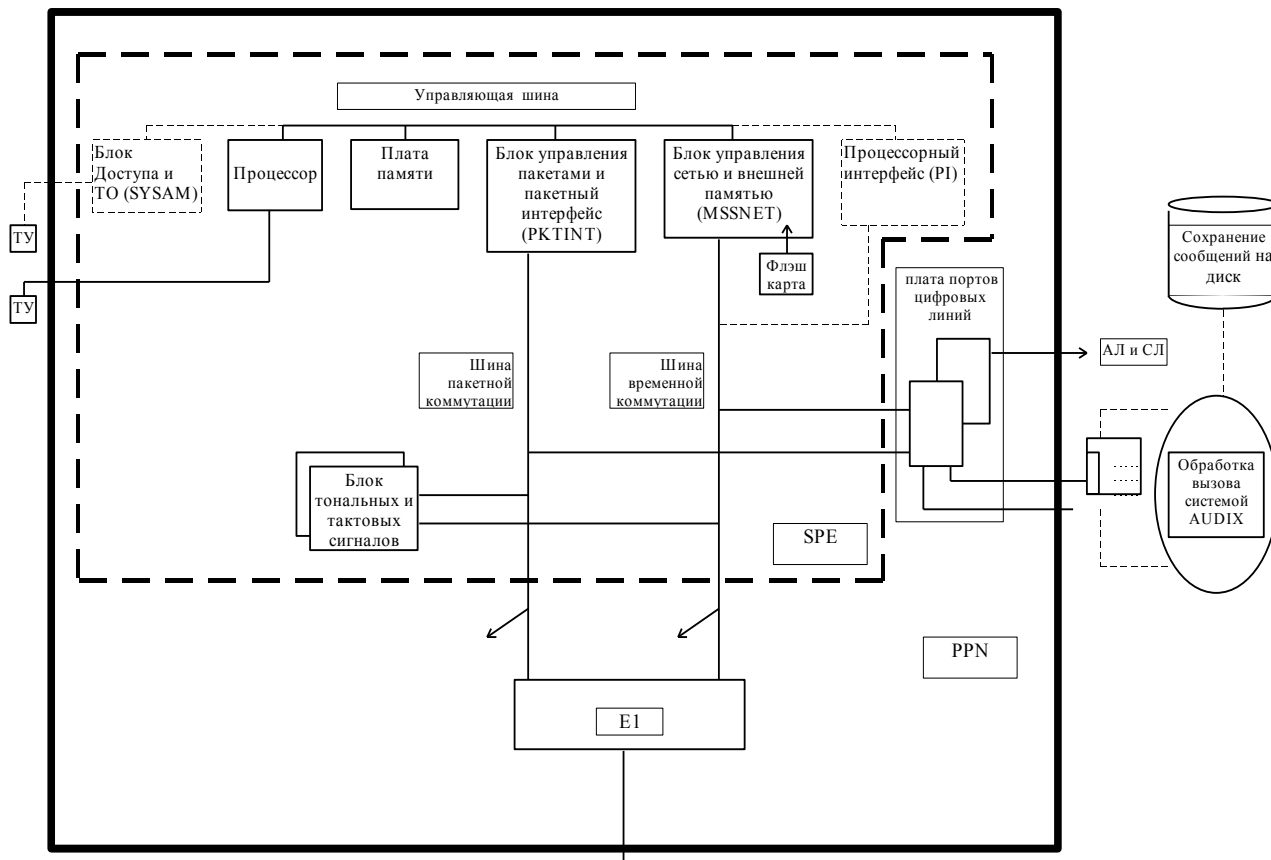 Управляющая шина
Блок
Доступа и
ТО (SYSAM)
Процессор
Плата
памяти
Блок управления
пакетами и
пакетный
интерфейс
(PKTINT)
Блок управления
сетью и внешней
памятью
(MSSNET)
Процессорный
интерфейс (PI)
ТУ
ТУ
Флэш
карта
плата портов
цифровых
линий
Сохранение
сообщений на
диск
Шина
пакетной
коммутации
Шина
временной
коммутации
АЛ и СЛ
Блок
тональных и
тактовых
сигналов
Обработка
вызова
системой
AUDIX
SPE
PPN
E1